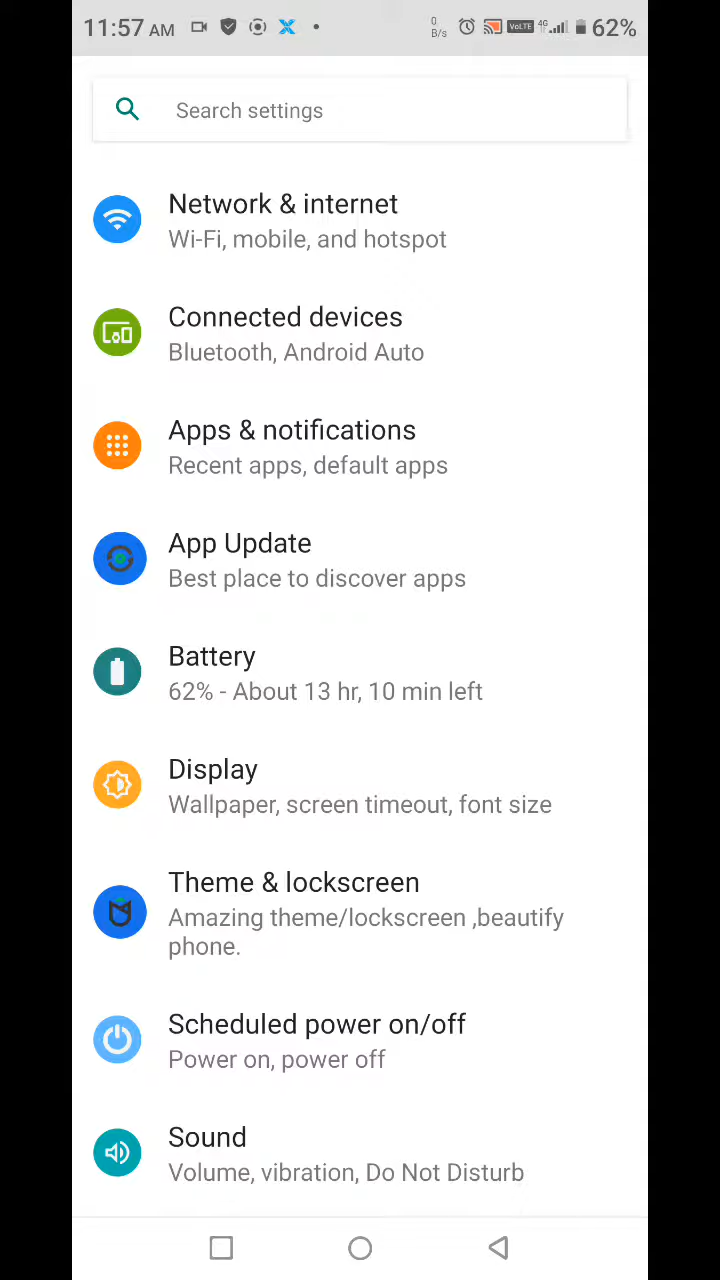 11:57 AM 0 B/s VoLTE 4G 62%
Search settings
Network & internet
Wi-Fi, mobile, and hotspot
Connected devices
Bluetooth, Android Auto
Apps & notifications
Recent apps, default apps
App Update
Best place to discover apps
Battery
62% - About 13 hr, 10 min left
Display
Wallpaper, screen timeout, font size
Theme & lockscreen
Amazing theme/lockscreen ,beautify
phone.
Scheduled power on/off
Power on, power off
Sound
Volume, vibration, Do Not Disturb